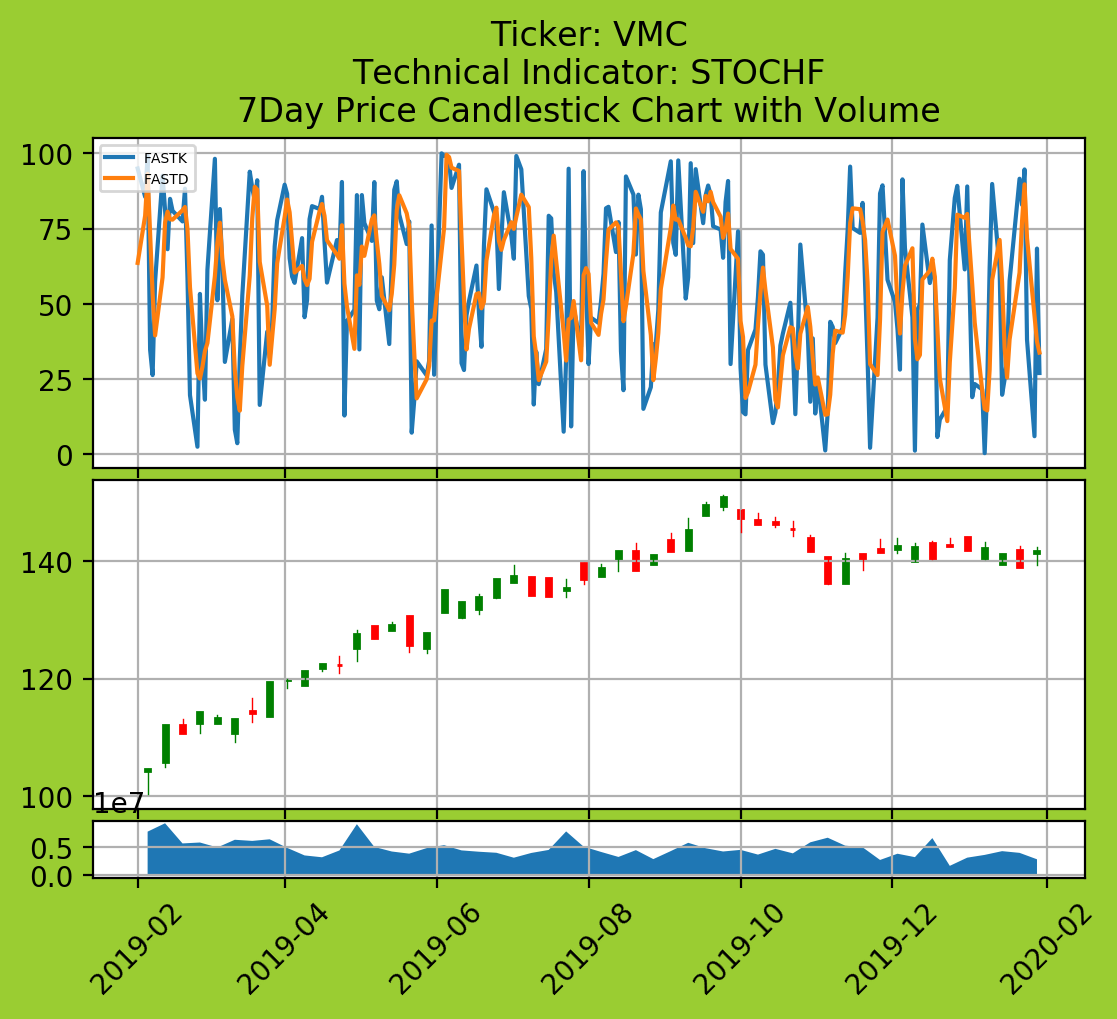 Ticker: VMC
Technical Indicator: STOCHF
7Day Price Candlestick Chart with Volume
100
75
50
25
0
FASTK
FASTD
140
120
100
1e7
0.5
0.0
2019-02
2019-04
2019-06
2019-08
2019-10
2019-12
2020-02